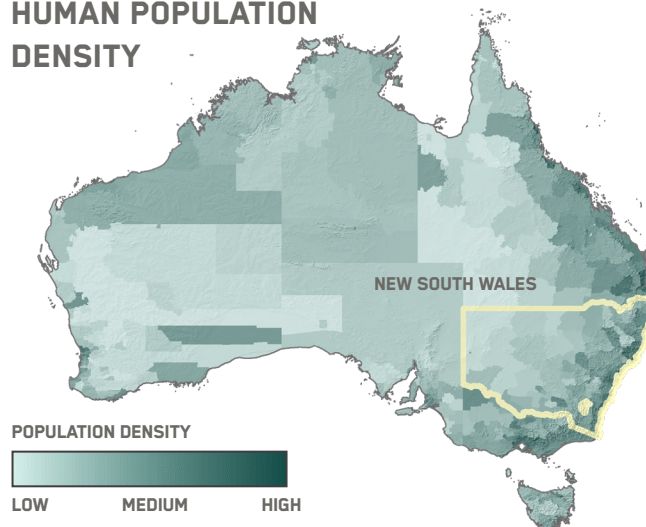 HUMAN POPULATION
DENSITY
NEW SOUTH WALES
POPULATION DENSITY
LOW MEDIUM HIGH